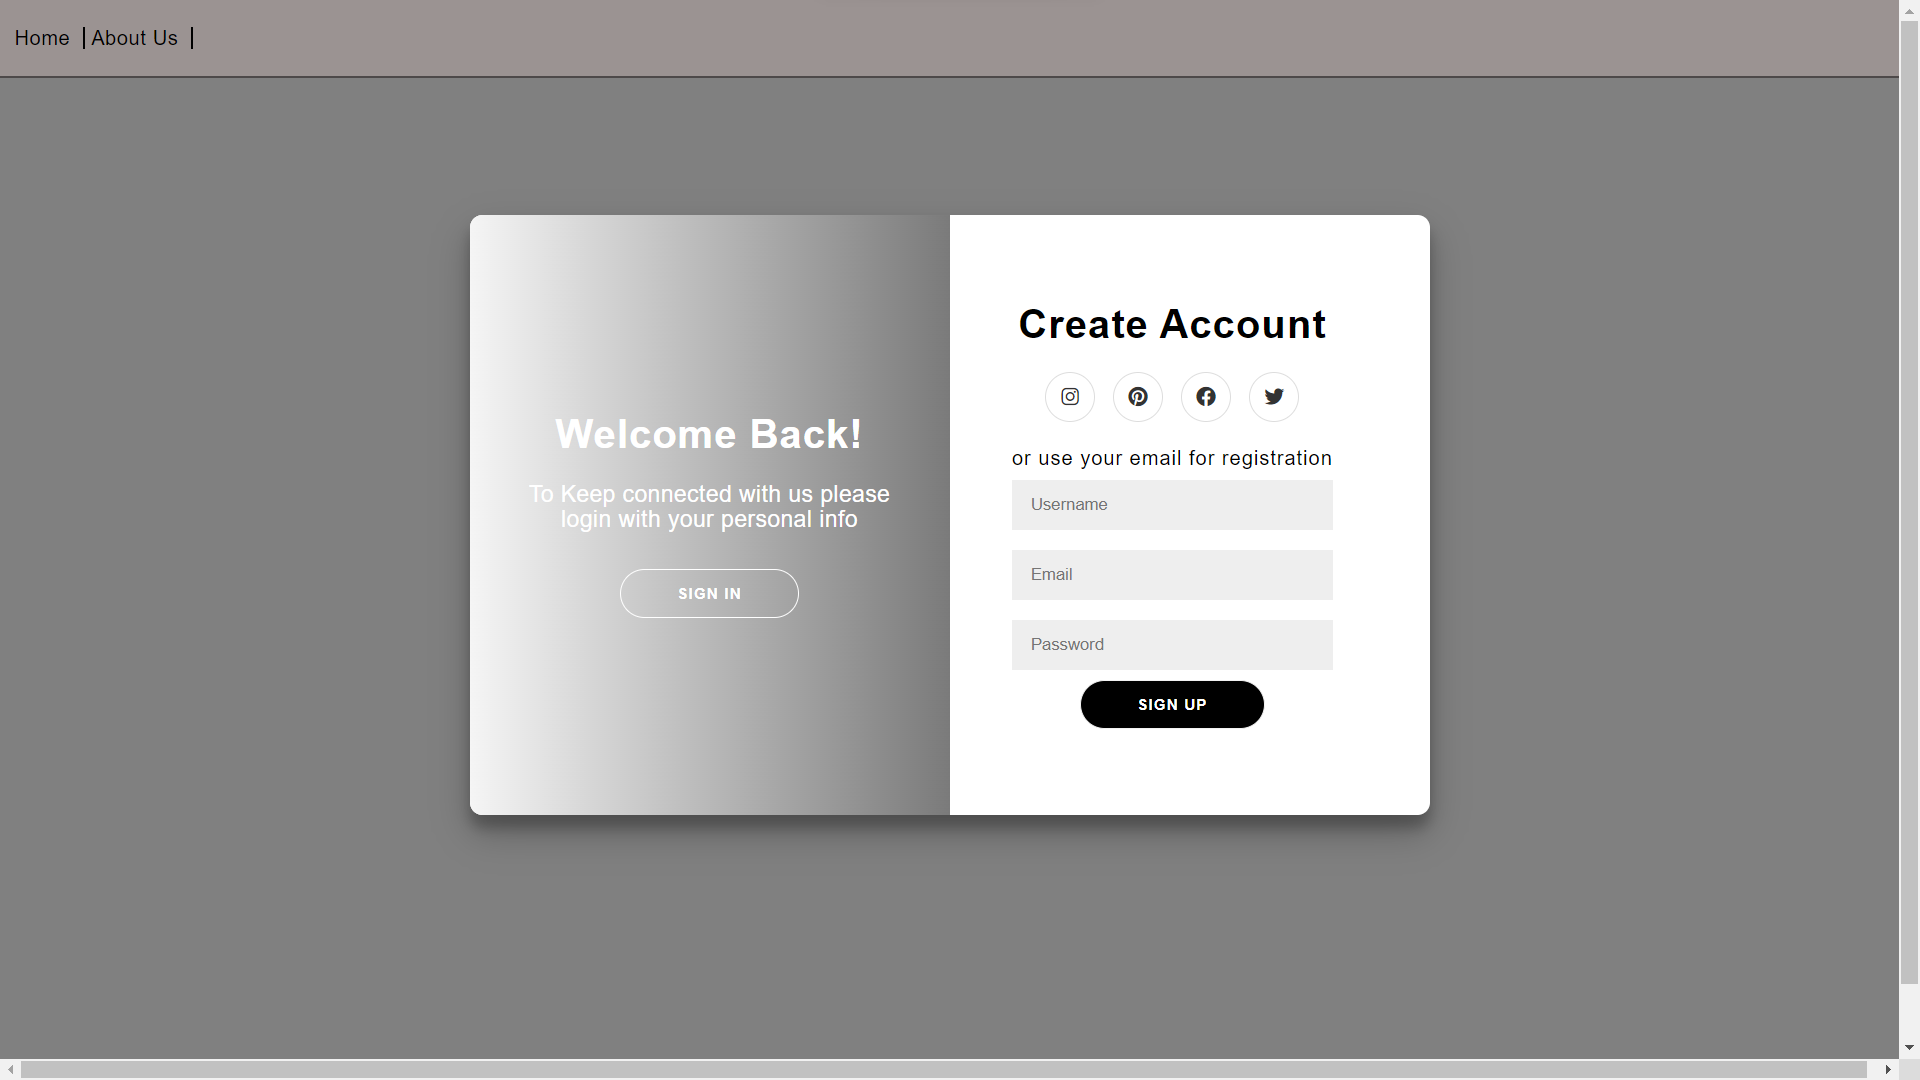 Home
About Us
Welcome Back!
To Keep connected with us please
login with your personal info
SIGN IN
Create Account
or use your email for registration
Username
Email
Password
SIGN UP